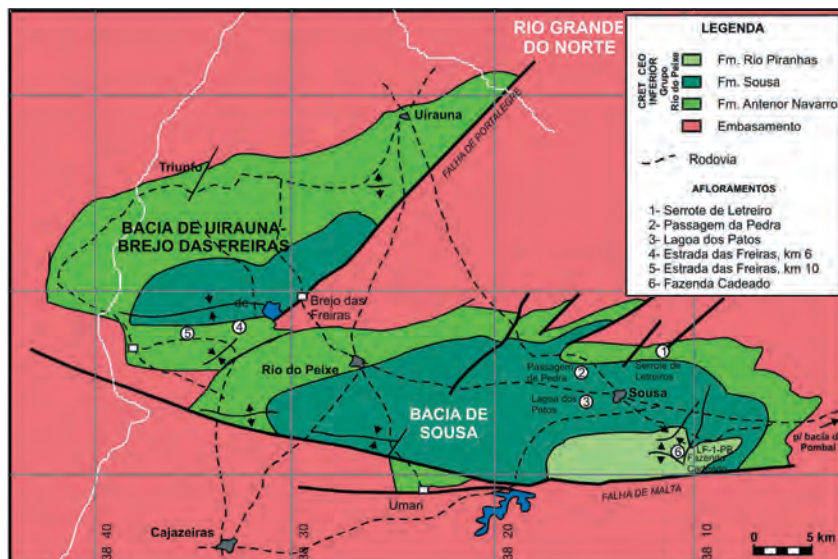 RIO GRANDE
DO NORTE
Uirauna
FALHA DE PORTALEGRE
Triunfo
BACIA DE UIRAUNA-
BREJO DAS FREIRAS
de
Brejo das
Freiras
5
4
Rio do Peixe
1
Passagem
de Pedra
2
Serrote de
Letreiros
Lagoa dos
Patos
3
Sousa
BACIA DE
SOUSA
6
LF-1-PB
Fazenda
Cadeado
p/ bacia d
Pombal
Umari
FALHA DE MALTA
Cajazeiras
38 40
38 30
38 20
38 10
0 5 km
LEGENDA
CRET CEO
INFERIOR
Grupo
Rio do Peixe
Fm. Rio Piranhas
Fm. Sousa
Fm. Antenor Navarro
Embasamento
Rodovia
AFLORAMENTOS
1- Serrote de Letreiro
2- Passagem da Pedra
3- Lagoa dos Patos
4- Estrada das Freiras, km 6
5- Estrada das Freiras, km 10
6- Fazenda Cadeado